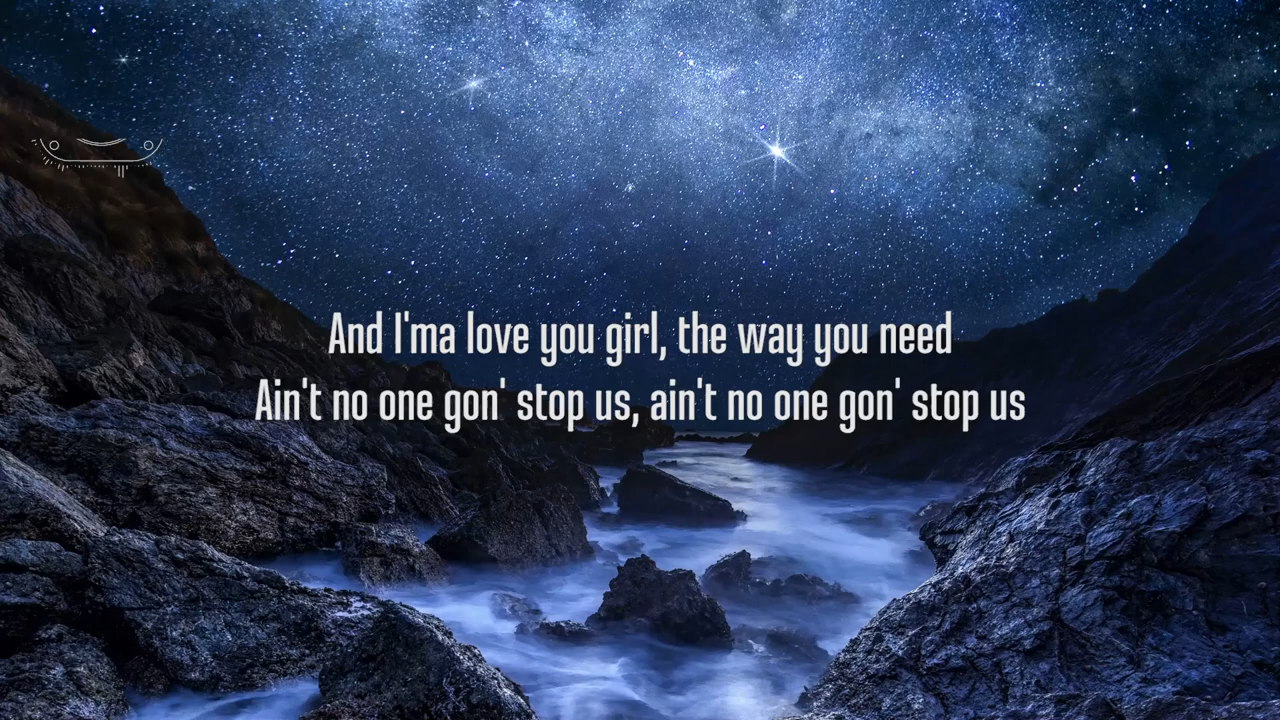 And I'ma love you girl, the way you need
Ain't no one gon' stop us, ain't no one gon' stop us